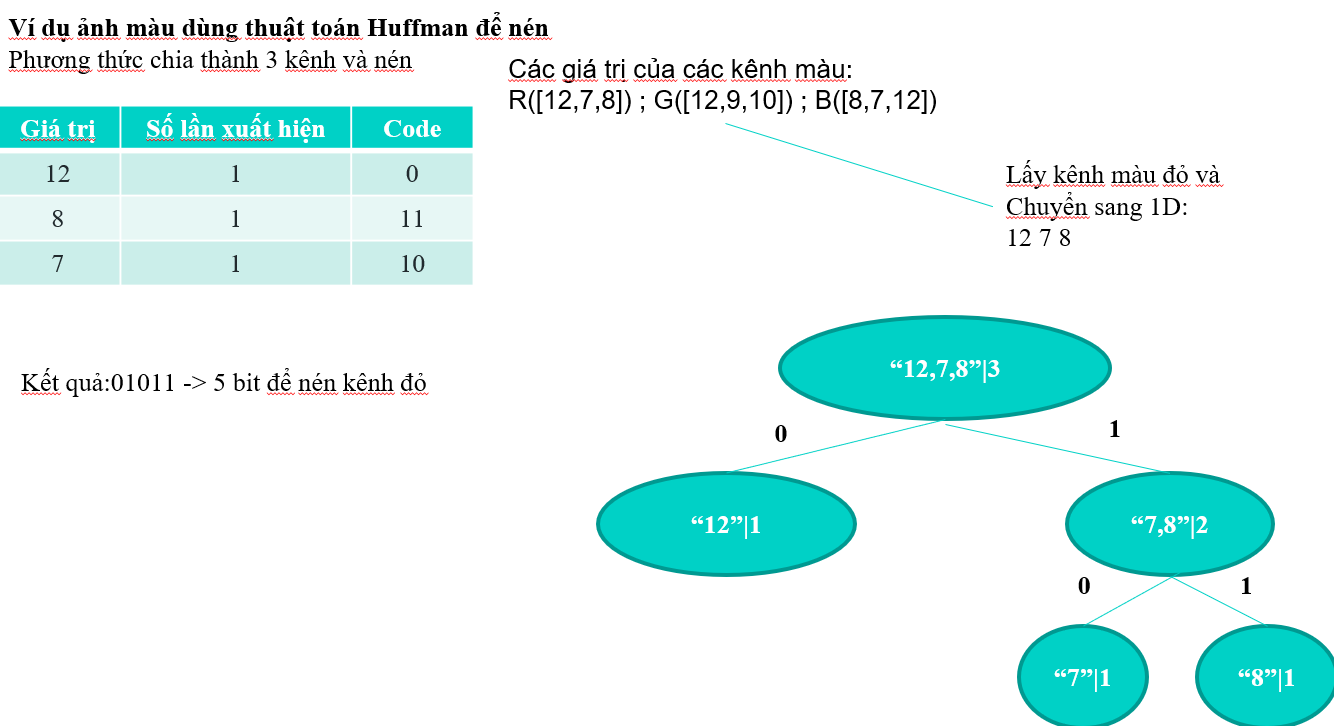 Ví dụ ảnh màu dùng thuật toán Huffman để nén
Phương thức chia thành 3 kênh và nén
Các giá trị của các kênh màu:
R([12,7,8]) ; G([12,9,10]) ; B([8,7,12])
Giá trị Số lần xuất hiện Code
12 1 0
8 1 11
7 1 10
Lấy kênh màu đỏ và
Chuyển sang 1D:
12 7 8
Kết quả:01011 -> 5 bit để nén kênh đỏ
“12,7,8”|3
0 1
“12”|1 “7,8”|2
0 1
“7”|1 “8”|1